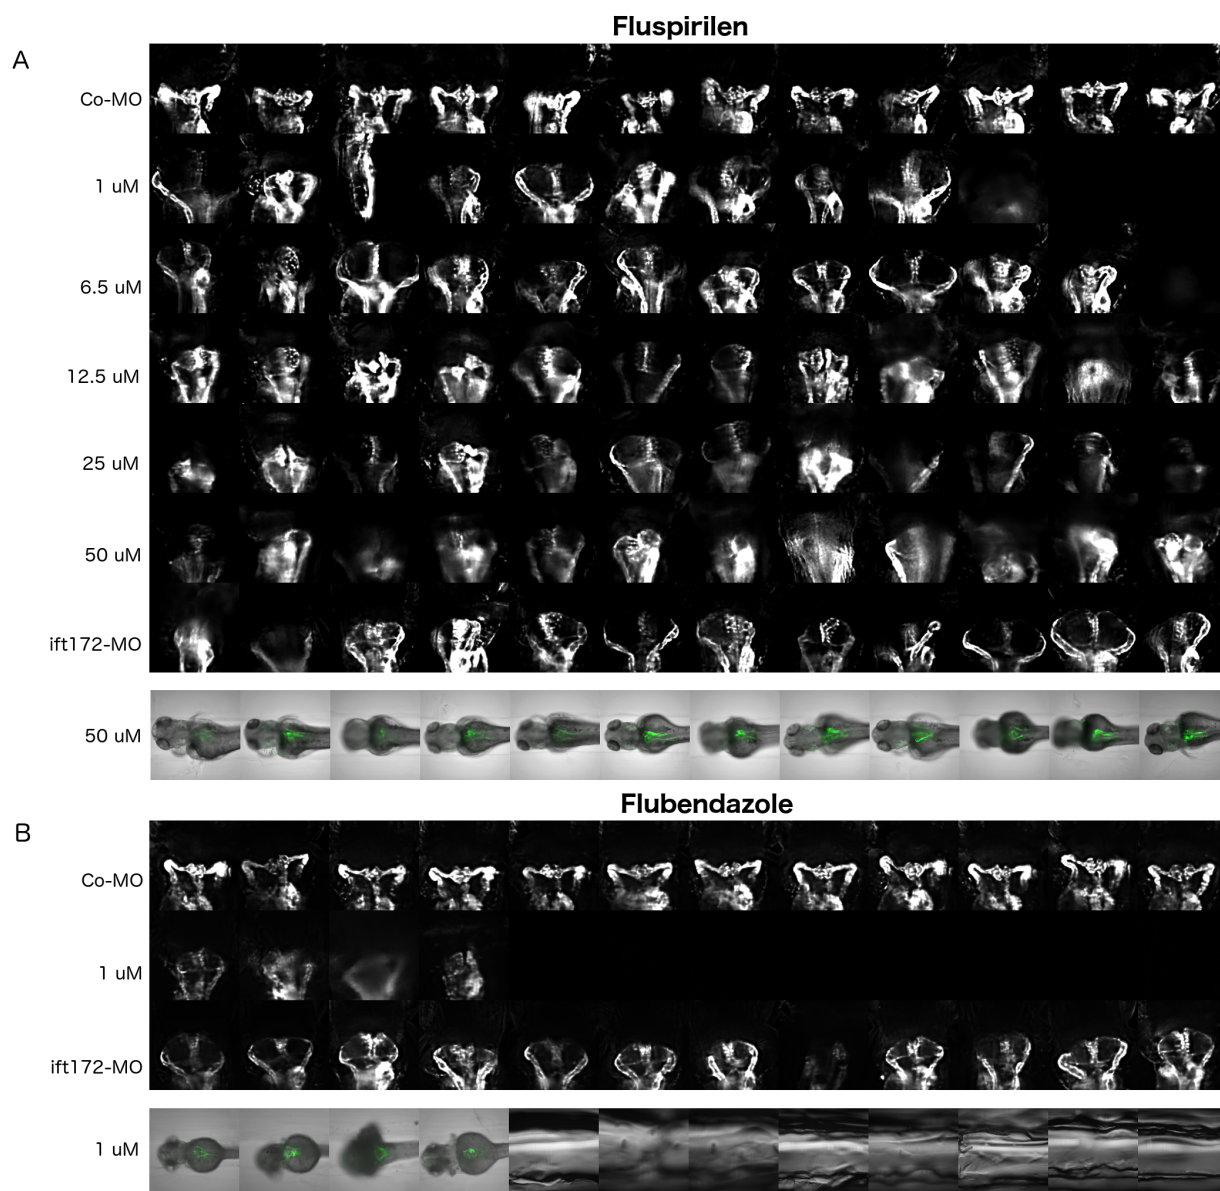 Fluspirilen
A
Co-MO
1 uM
6.5 uM
12.5 uM
25 uM
50 uM
ift172-MO
50 uM
Flubendazole
B
Co-MO
1 uM
ift172-MO
1 uM